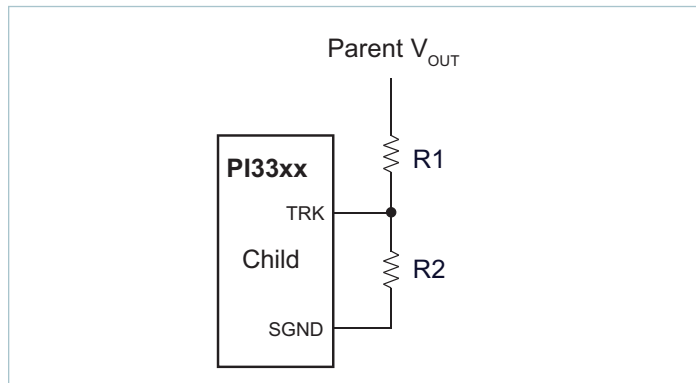 Parent VOUT
R1
PI33xx
TRK
Child
R2
SGND